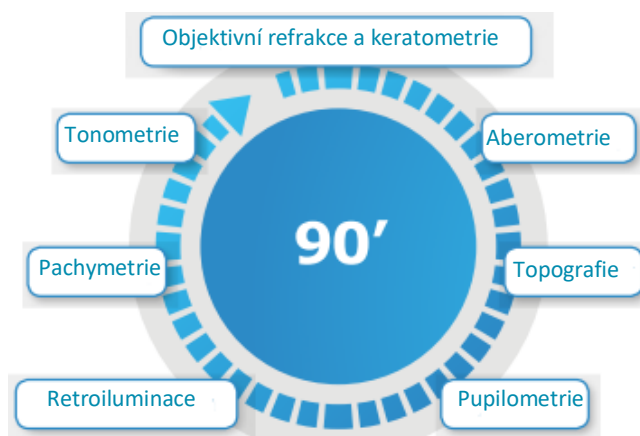 Objektivní refrakce a keratometrie
Tonometrie
Aberometrie
90′
Pachymetrie
Topografie
Retroiluminace
Pupilometrie